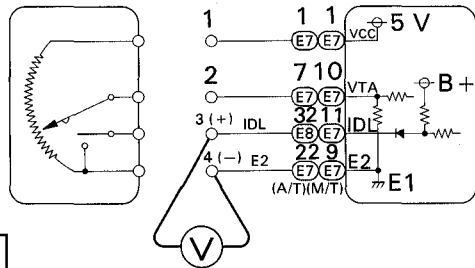 1 1 1 5 V
E7 E7 VCC
2 7 10 B+
E7 E7 VTA
3 (+) IDL 32 11 IDL
E8 E7
4 (−) E2 22 9 E2
E7 E7 E1
(A/T)(M/T)
V